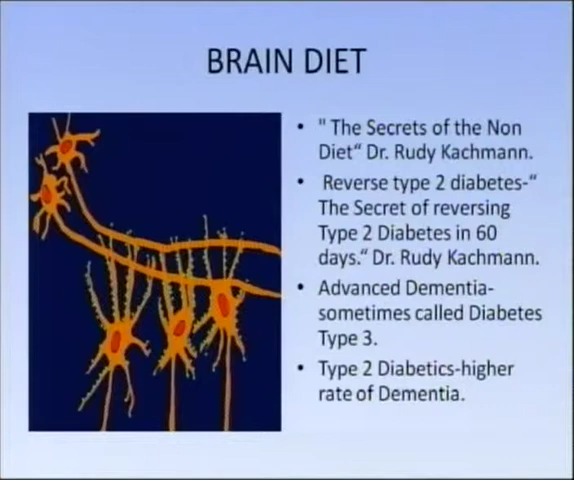 BRAIN DIET
• " The Secrets of the Non
Diet“ Dr. Rudy Kachmann.
• Reverse type 2 diabetes-“
The Secret of reversing
Type 2 Diabetes in 60
days.“ Dr. Rudy Kachmann.
• Advanced Dementia-
sometimes called Diabetes
Type 3.
• Type 2 Diabetics-higher
rate of Dementia.